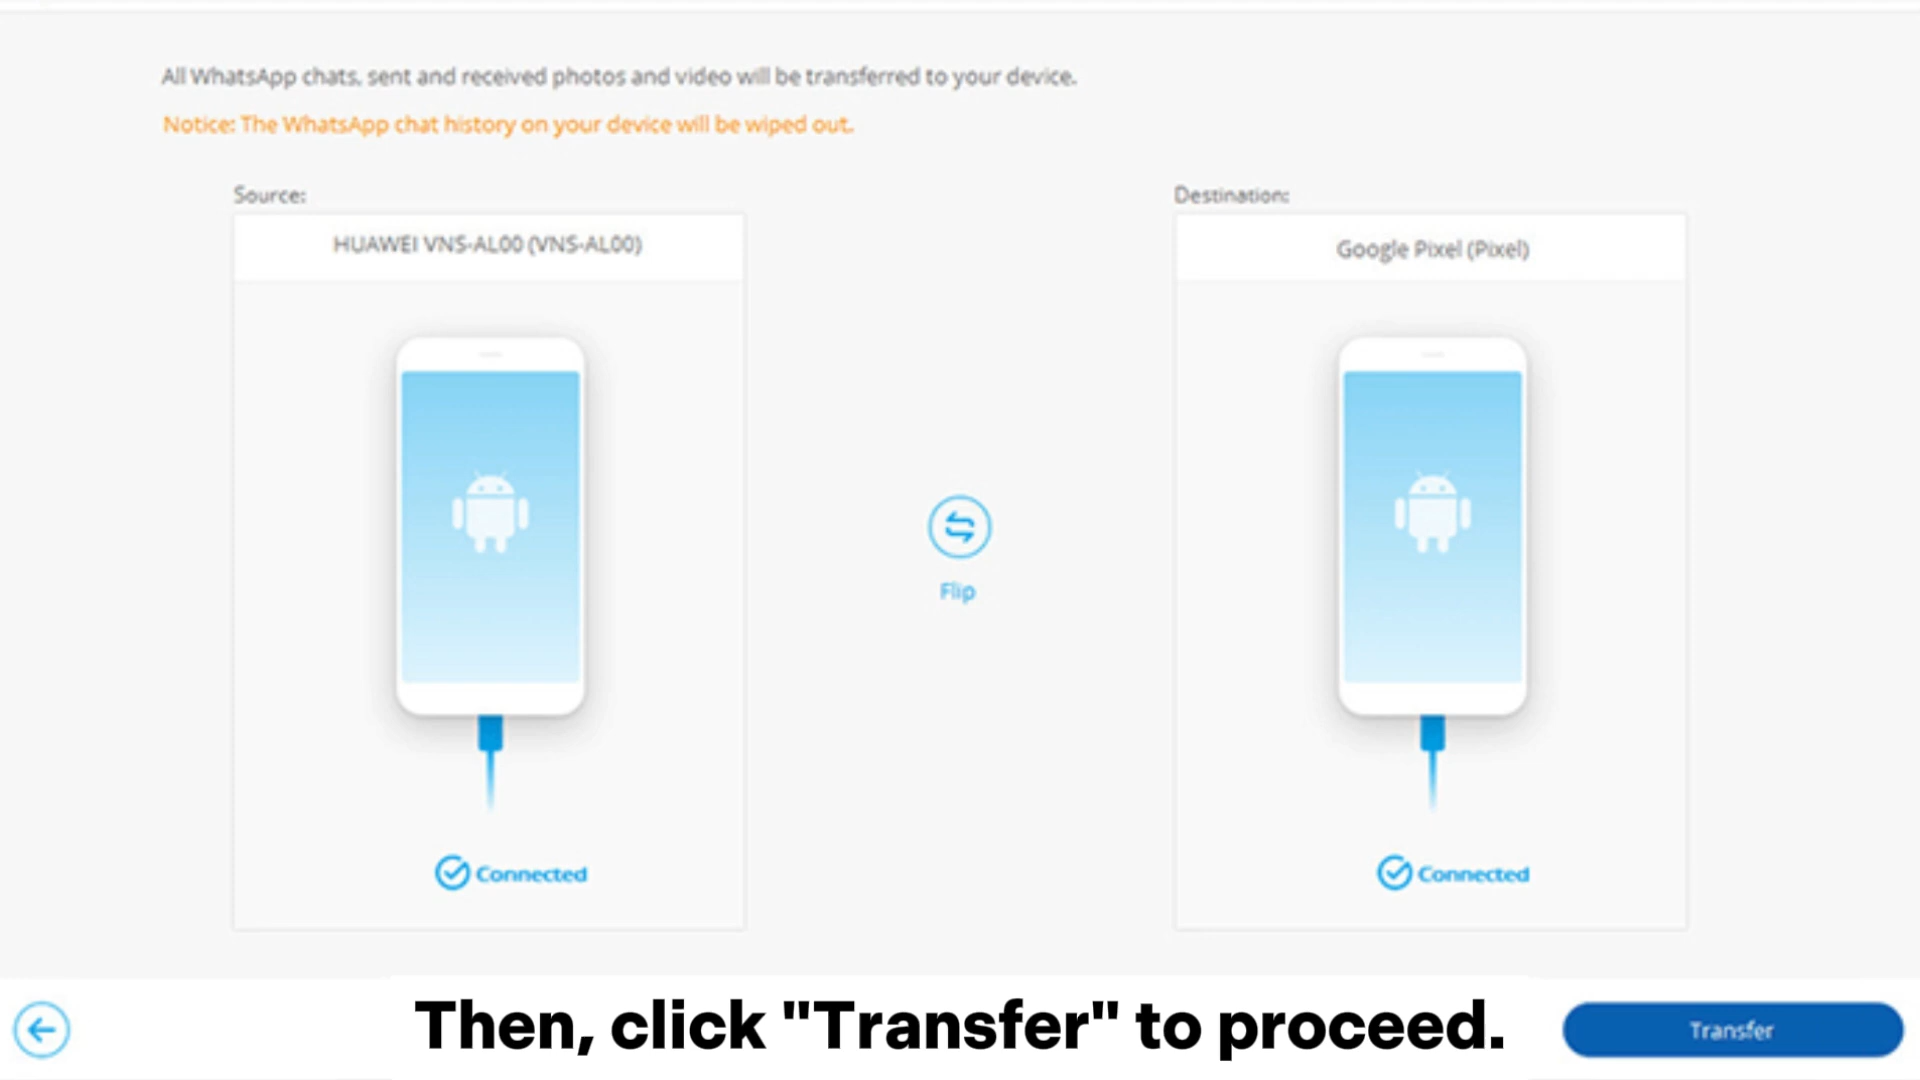 All WhatsApp chats, sent and received photos and video will be transferred to your device.
Notice: The WhatsApp chat history on your device will be wiped out.
Source:
HUAWEI VNS-AL00 (VNS-AL00)
Connected
Flip
Destination:
Google Pixel (Pixel)
Connected
Then, click "Transfer" to proceed.
Transfer